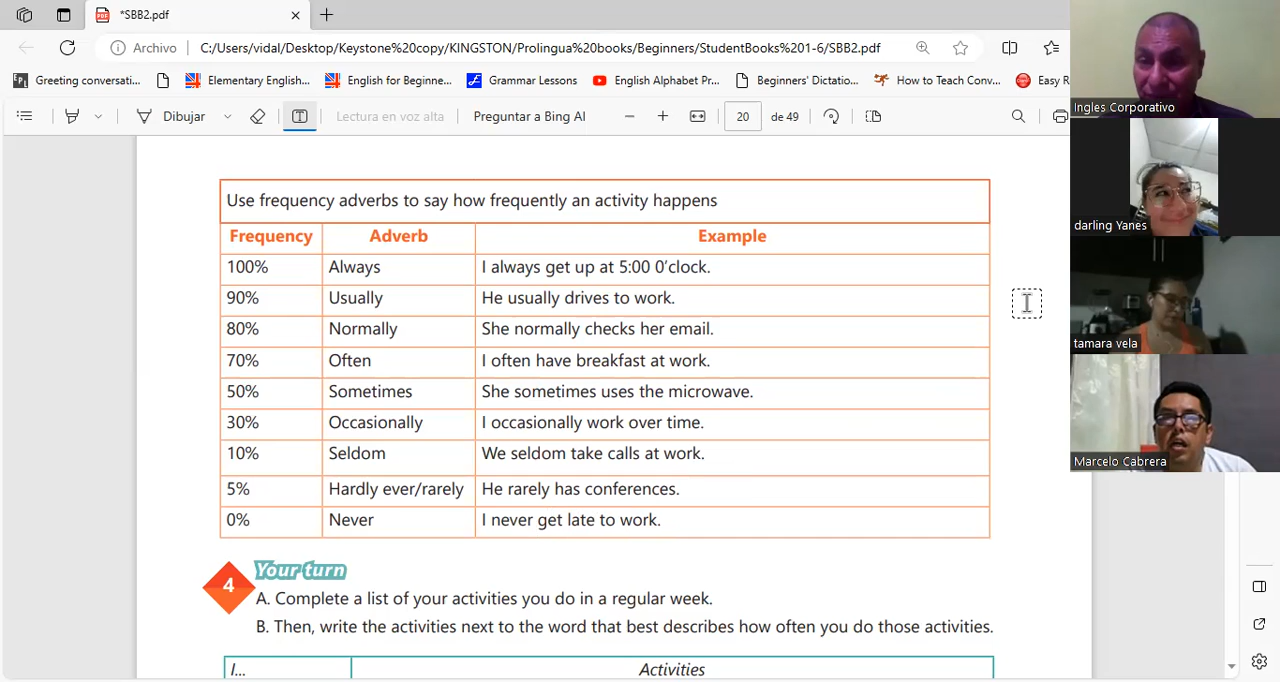 *SBB2.pdf
Archivo C:/Users/vidal/Desktop/Keystone%20copy/KINGSTON/Prolingua%20books/Beginners/StudentBooks%201-6/SBB2.pdf
Greeting conversati... Elementary English... English for Beginne... Grammar Lessons English Alphabet Pr... Beginners' Dictatio... How to Teach Conv... Easy R
Dibujar Lectura en voz alta Preguntar a Bing AI 20 de 49
Use frequency adverbs to say how frequently an activity happens
Frequency Adverb Example
100% Always I always get up at 5:00 0'clock.
90% Usually He usually drives to work.
80% Normally She normally checks her email.
70% Often I often have breakfast at work.
50% Sometimes She sometimes uses the microwave.
30% Occasionally I occasionally work over time.
10% Seldom We seldom take calls at work.
5% Hardly ever/rarely He rarely has conferences.
0% Never I never get late to work.
4 Your turn
A. Complete a list of your activities you do in a regular week.
B. Then, write the activities next to the word that best describes how often you do those activities.
I... Activities
Ingles Corporativo
darling Yanes
tamara vela
Marcelo Cabrera